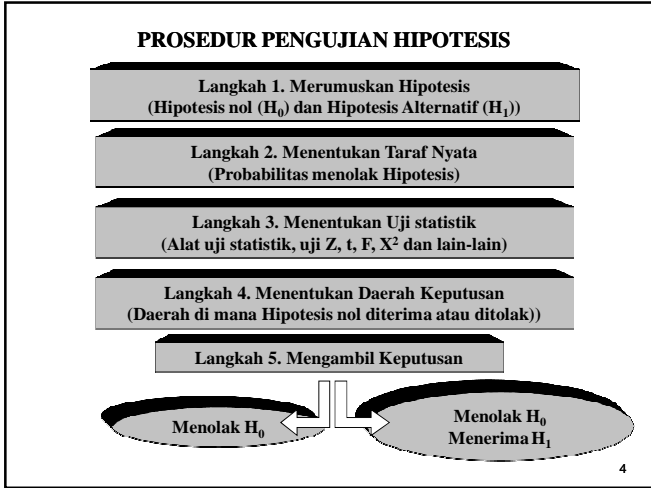 PROSEDUR PENGUJIAN HIPOTESIS
Langkah 1. Merumuskan Hipotesis
(Hipotesis nol (H₀) dan Hipotesis Alternatif (H₁))
Langkah 2. Menentukan Taraf Nyata
(Probabilitas menolak Hipotesis)
Langkah 3. Menentukan Uji statistik
(Alat uji statistik, uji Z, t, F, X² dan lain-lain)
Langkah 4. Menentukan Daerah Keputusan
(Daerah di mana Hipotesis nol diterima atau ditolak))
Langkah 5. Mengambil Keputusan
Menolak H₀
Menolak H₀
Menerima H₁
4